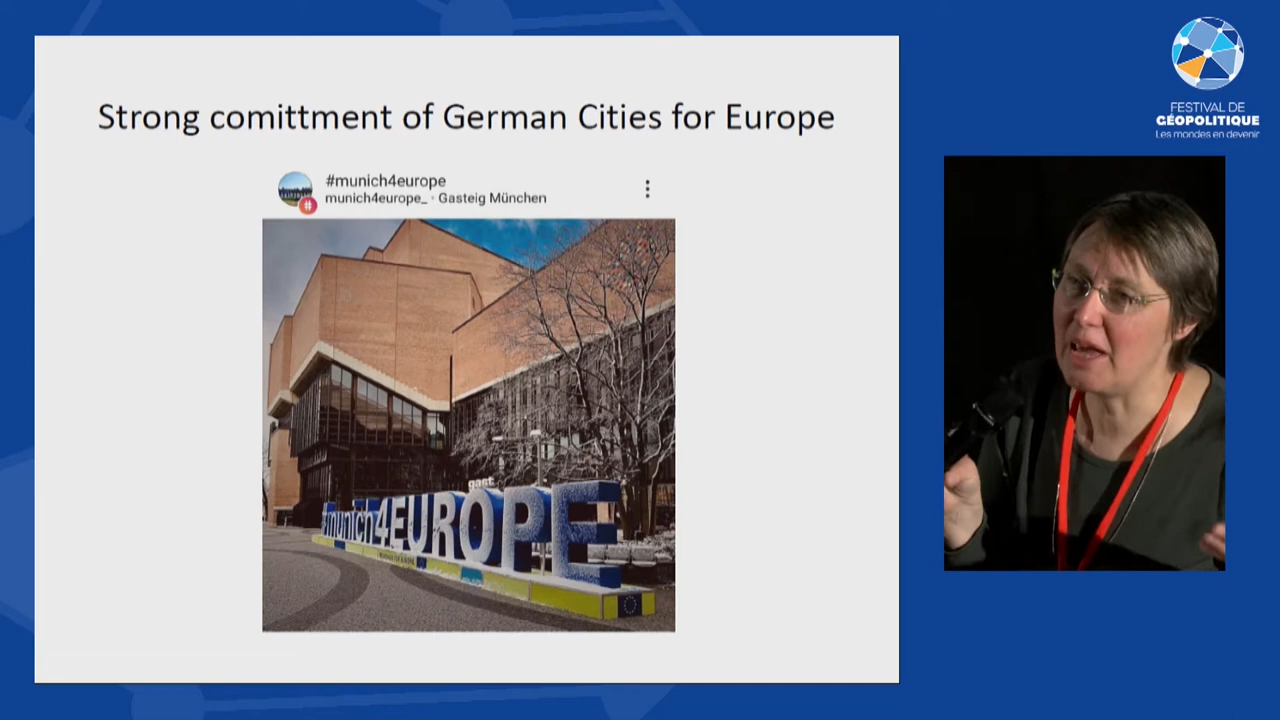 Strong comittment of German Cities for Europe
#munich4europe
munich4europe_ · Gasteig München
gast
#munich4EUROPE
FESTIVAL DE
GÉOPOLITIQUE
Les mondes en devenir